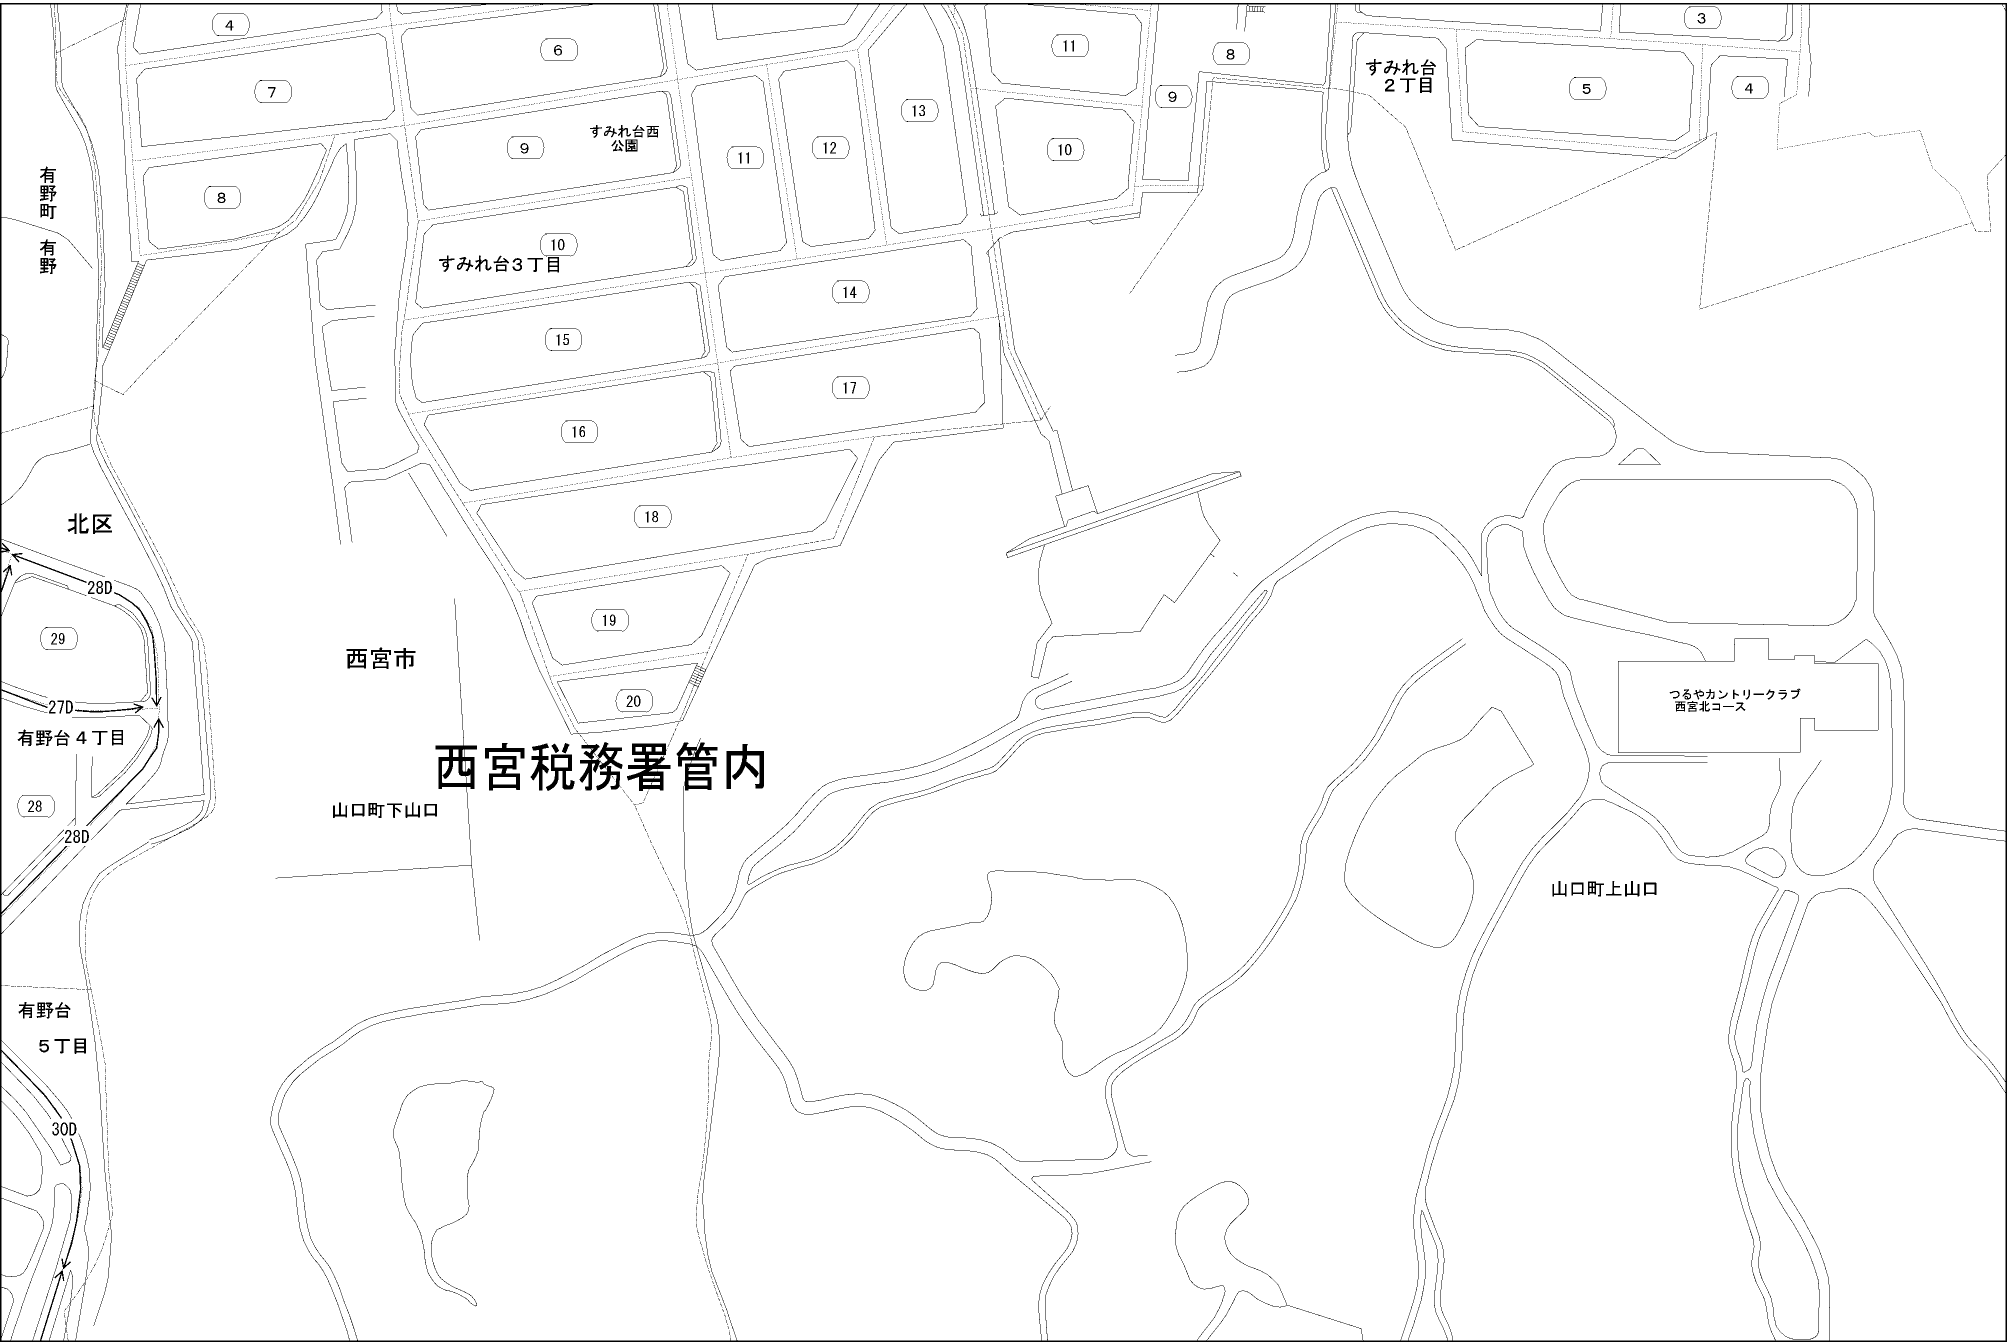 4
6
7
9
すみれ台西
公園
8
10
すみれ台３丁目
11
12
13
14
15
16
17
18
19
20
11
10
8
9
すみれ台
２丁目
5
3
4
有野町
有野
北区
28D
29
27D
有野台４丁目
28
28D
有野台
５丁目
30D
西宮市
西宮税務署管内
山口町下山口
つるやカントリークラブ
西宮北コース
山口町上山口